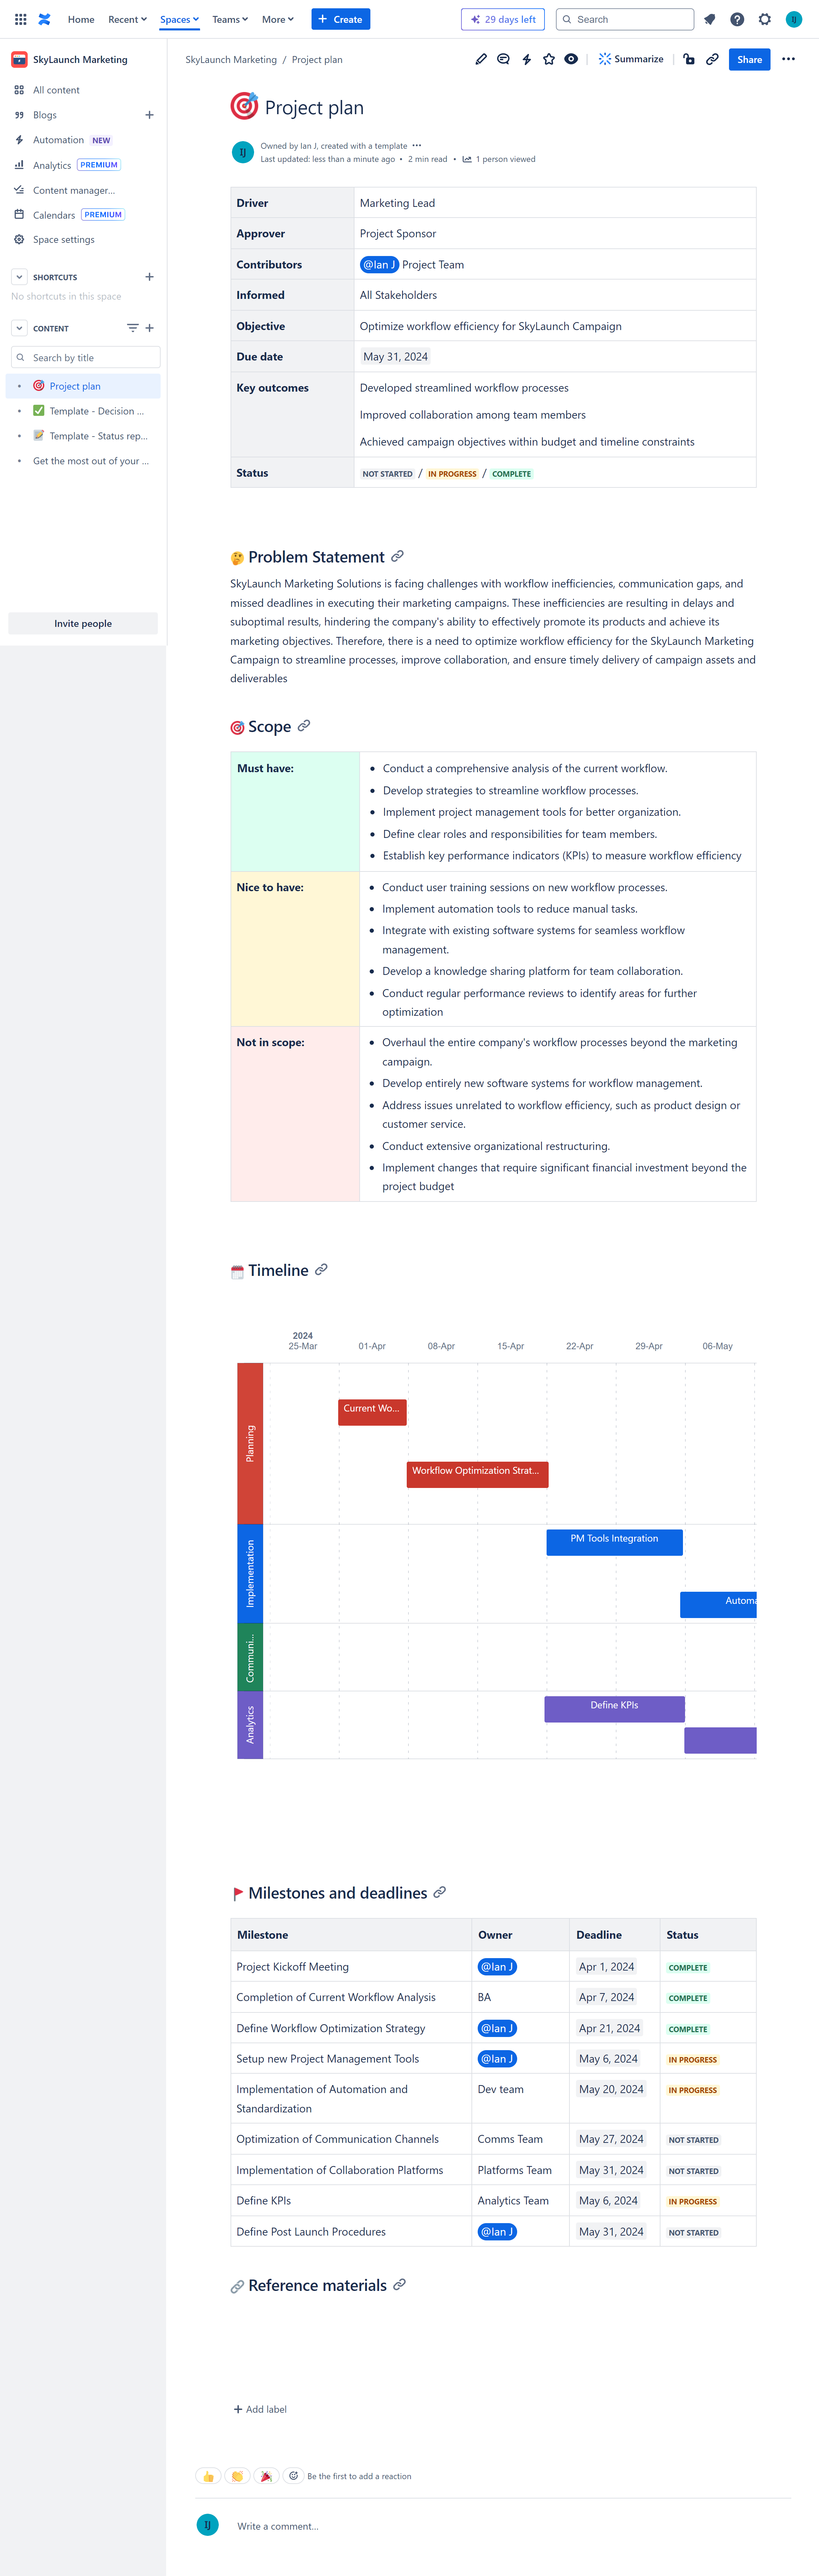 Home Recent Spaces Teams More Create 29 days left Search IJ
SkyLaunch Marketing
All content
Blogs
Automation NEW
Analytics PREMIUM
Content manager...
Calendars PREMIUM
Space settings
SHORTCUTS
No shortcuts in this space
CONTENT
Search by title
Project plan
Template - Decision ...
Template - Status rep...
Get the most out of your ...
Invite people
SkyLaunch Marketing / Project plan
Summarize Share
Project plan
IJ
Owned by Ian J, created with a template
Last updated: less than a minute ago • 2 min read • 1 person viewed
Driver Marketing Lead
Approver Project Sponsor
Contributors @Ian J Project Team
Informed All Stakeholders
Objective Optimize workflow efficiency for SkyLaunch Campaign
Due date May 31, 2024
Key outcomes Developed streamlined workflow processes
Improved collaboration among team members
Achieved campaign objectives within budget and timeline constraints
Status NOT STARTED / IN PROGRESS / COMPLETE
Problem Statement
SkyLaunch Marketing Solutions is facing challenges with workflow inefficiencies, communication gaps, and
missed deadlines in executing their marketing campaigns. These inefficiencies are resulting in delays and
suboptimal results, hindering the company's ability to effectively promote its products and achieve its
marketing objectives. Therefore, there is a need to optimize workflow efficiency for the SkyLaunch Marketing
Campaign to streamline processes, improve collaboration, and ensure timely delivery of campaign assets and
deliverables
Scope
Must have:
• Conduct a comprehensive analysis of the current workflow.
• Develop strategies to streamline workflow processes.
• Implement project management tools for better organization.
• Define clear roles and responsibilities for team members.
• Establish key performance indicators (KPIs) to measure workflow efficiency
Nice to have:
• Conduct user training sessions on new workflow processes.
• Implement automation tools to reduce manual tasks.
• Integrate with existing software systems for seamless workflow
management.
• Develop a knowledge sharing platform for team collaboration.
• Conduct regular performance reviews to identify areas for further
optimization
Not in scope:
• Overhaul the entire company's workflow processes beyond the marketing
campaign.
• Develop entirely new software systems for workflow management.
• Address issues unrelated to workflow efficiency, such as product design or
customer service.
• Conduct extensive organizational restructuring.
• Implement changes that require significant financial investment beyond the
project budget
Timeline
2024
25-Mar 01-Apr 08-Apr 15-Apr 22-Apr 29-Apr 06-May
Planning
Current Wo...
Workflow Optimization Strat...
Implementation
PM Tools Integration
Automa
Communi...
Analytics
Define KPIs
Milestones and deadlines
Milestone Owner Deadline Status
Project Kickoff Meeting @Ian J Apr 1, 2024 COMPLETE
Completion of Current Workflow Analysis BA Apr 7, 2024 COMPLETE
Define Workflow Optimization Strategy @Ian J Apr 21, 2024 COMPLETE
Setup new Project Management Tools @Ian J May 6, 2024 IN PROGRESS
Implementation of Automation and Dev team May 20, 2024 IN PROGRESS
Standardization
Optimization of Communication Channels Comms Team May 27, 2024 NOT STARTED
Implementation of Collaboration Platforms Platforms Team May 31, 2024 NOT STARTED
Define KPIs Analytics Team May 6, 2024 IN PROGRESS
Define Post Launch Procedures @Ian J May 31, 2024 NOT STARTED
Reference materials
Add label
Be the first to add a reaction
IJ
Write a comment...